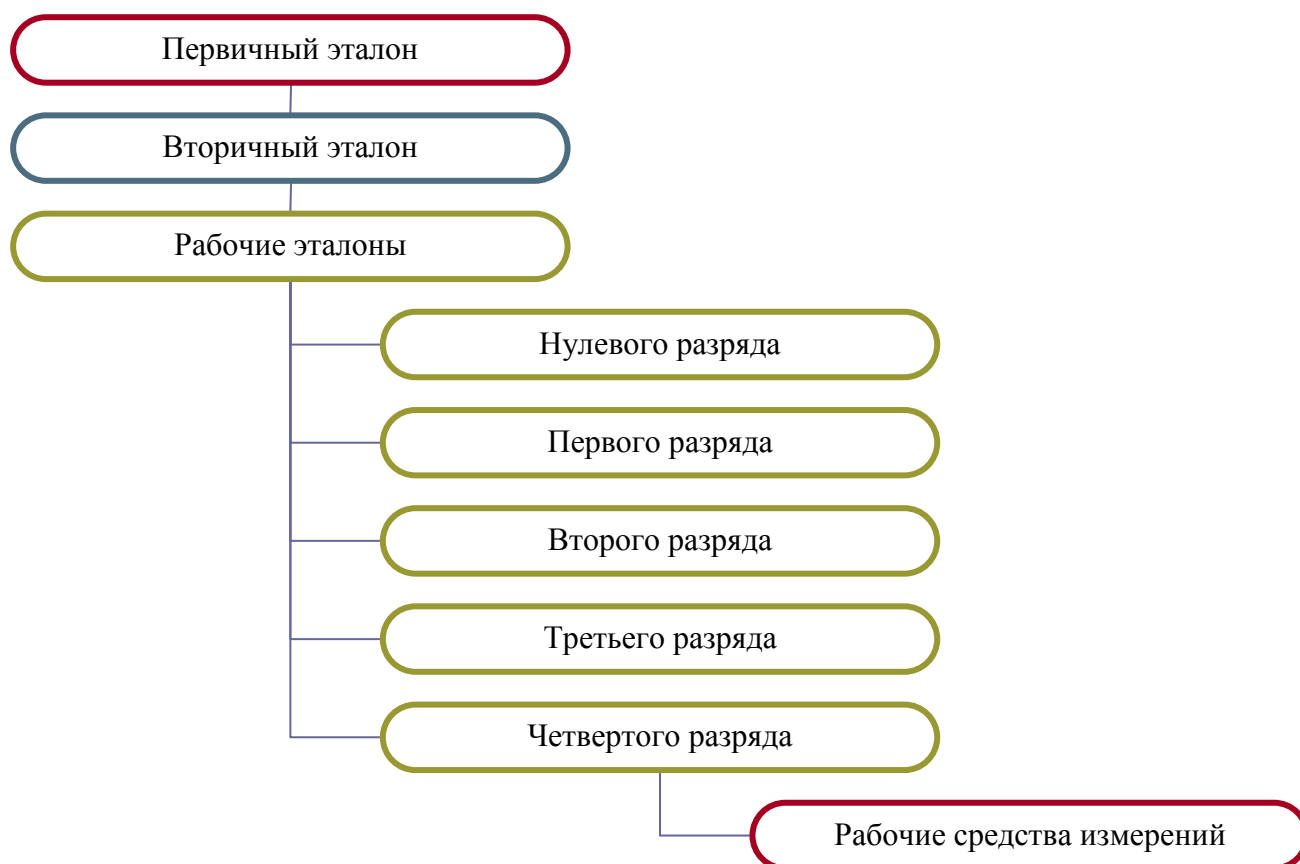 Первичный эталон
Вторичный эталон
Рабочие эталоны
Нулевого разряда
Первого разряда
Второго разряда
Третьего разряда
Четвертого разряда
Рабочие средства измерений